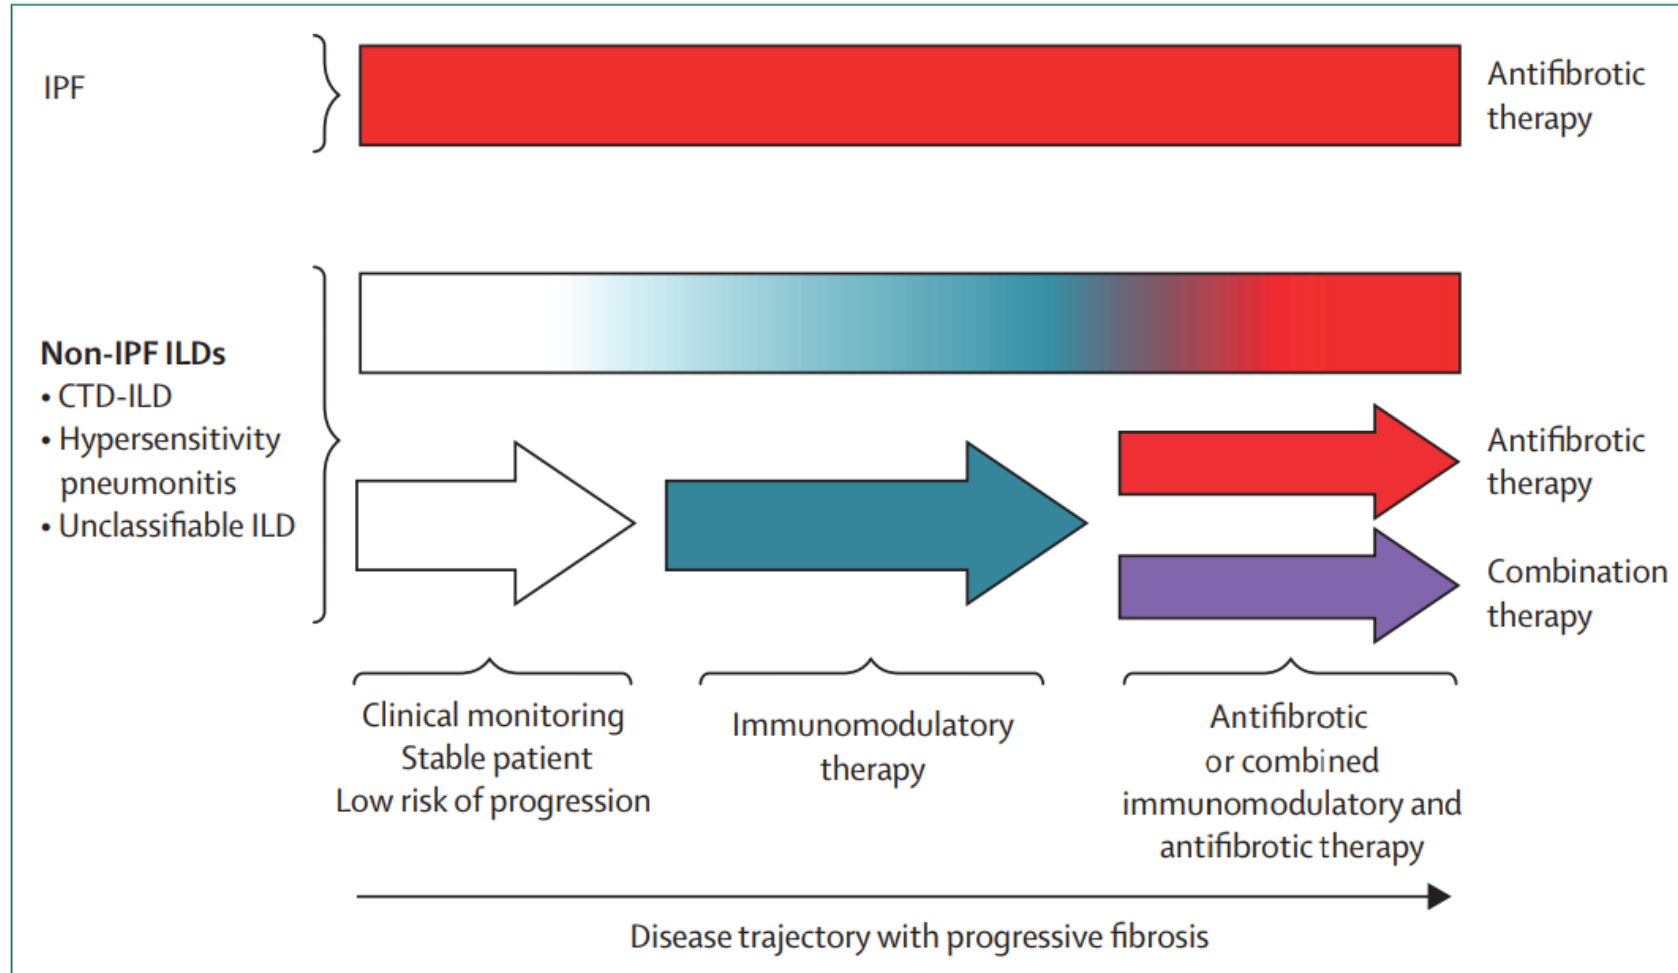 IPF
Antifibrotic
therapy
Non-IPF ILDs
• CTD-ILD
• Hypersensitivity
pneumonitis
• Unclassifiable ILD
Antifibrotic
therapy
Combination
therapy
Clinical monitoring
Stable patient
Low risk of progression
Immunomodulatory
therapy
Antifibrotic
or combined
immunomodulatory and
antifibrotic therapy
Disease trajectory with progressive fibrosis